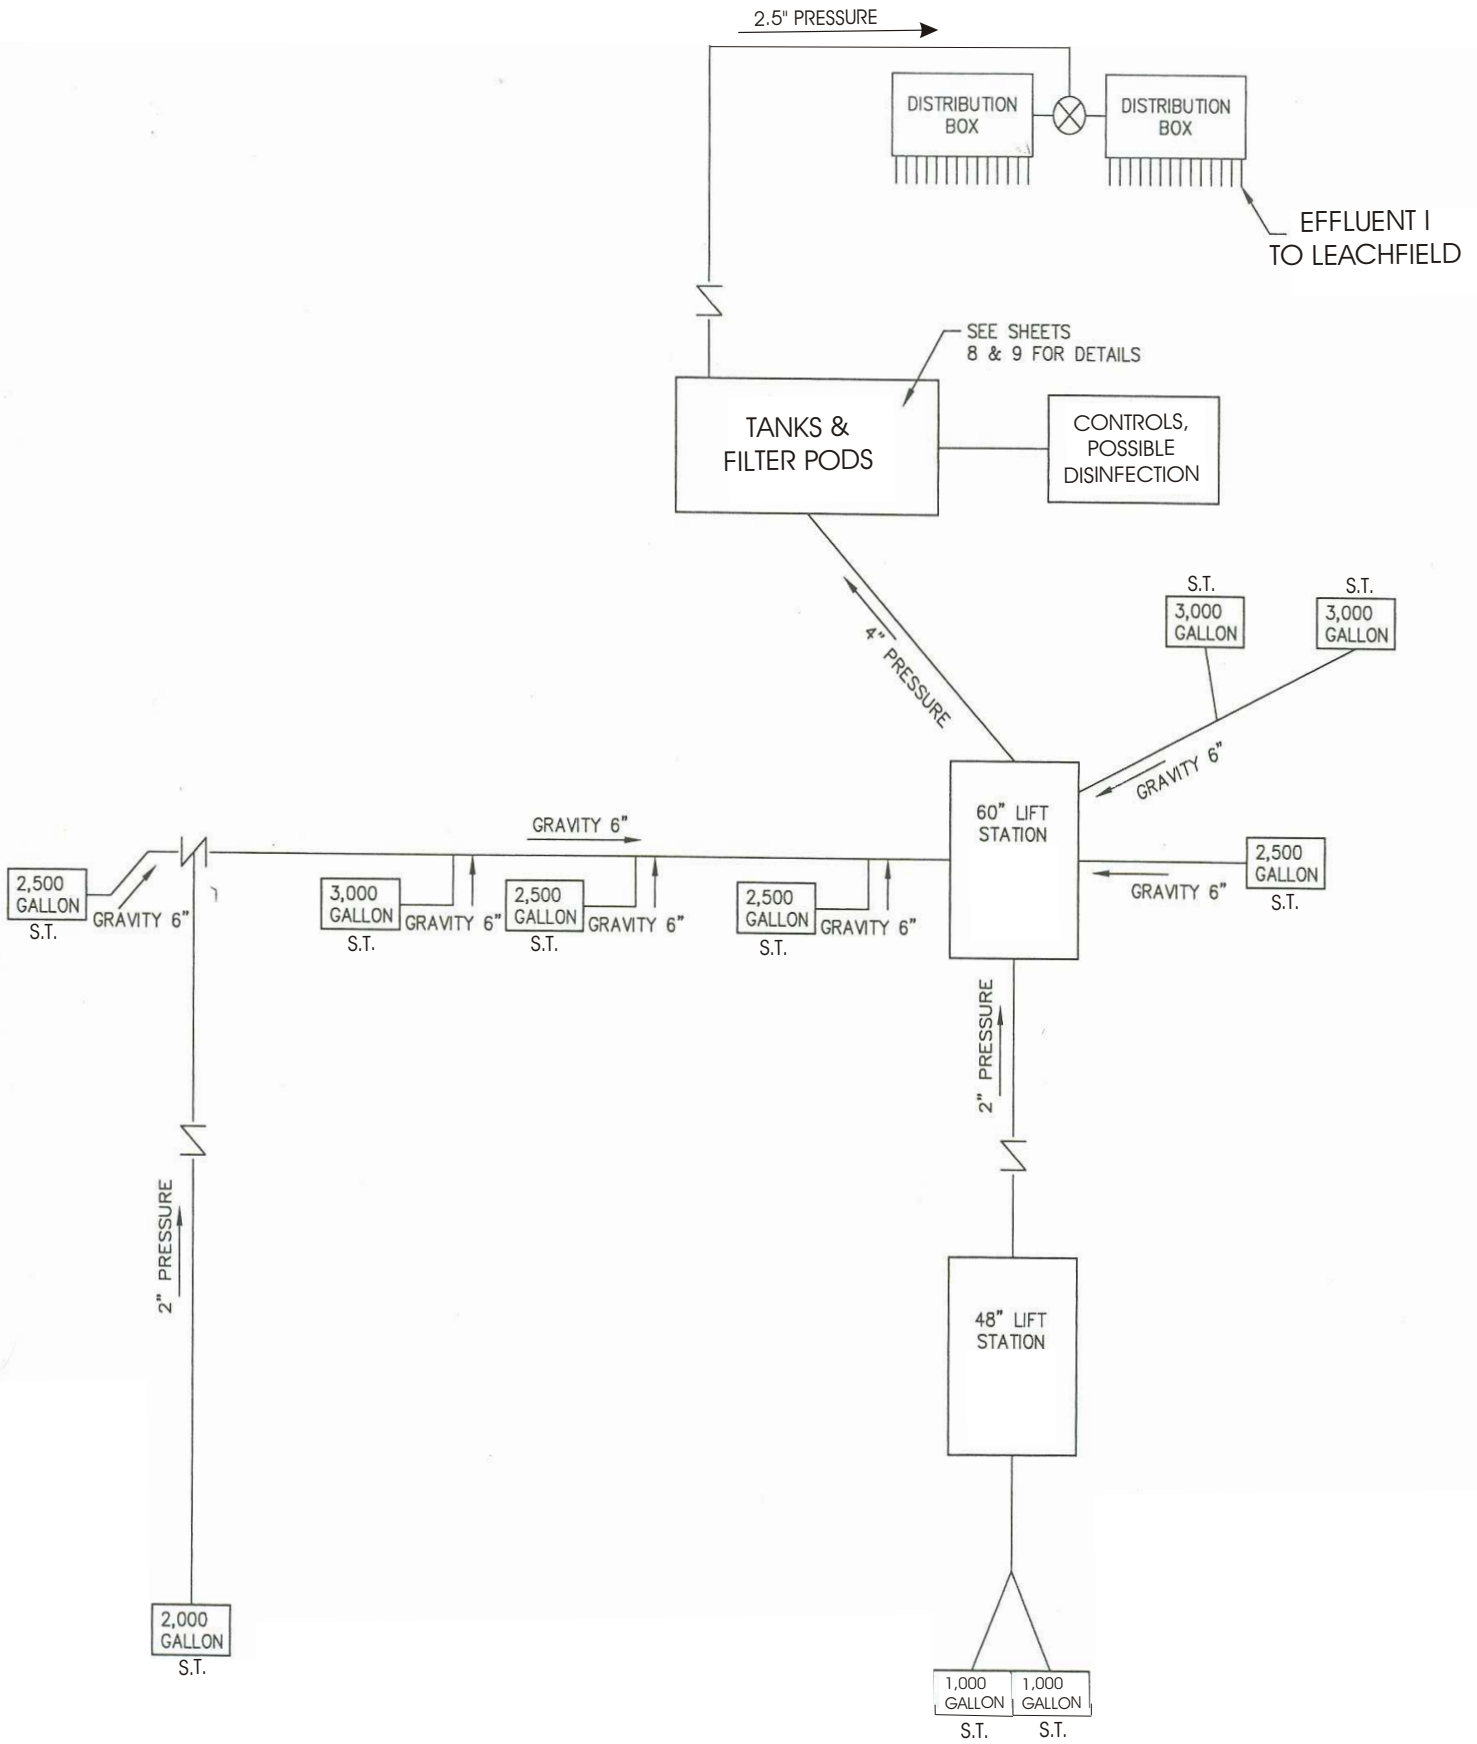 2.5" PRESSURE
DISTRIBUTION
BOX
DISTRIBUTION
BOX
EFFLUENT I
TO LEACHFIELD
SEE SHEETS
8 & 9 FOR DETAILS
TANKS &
FILTER PODS
CONTROLS,
POSSIBLE
DISINFECTION
4" PRESSURE
S.T.
3,000
GALLON
S.T.
3,000
GALLON
GRAVITY 6"
60" LIFT
STATION
GRAVITY 6"
2,500
GALLON
S.T.
GRAVITY 6"
3,000
GALLON
S.T.
GRAVITY 6"
2,500
GALLON
S.T.
GRAVITY 6"
2,500
GALLON
S.T.
GRAVITY 6"
2,500
GALLON
S.T.
GRAVITY 6"
2" PRESSURE
2" PRESSURE
48" LIFT
STATION
2,000
GALLON
S.T.
1,000
GALLON
S.T.
1,000
GALLON
S.T.